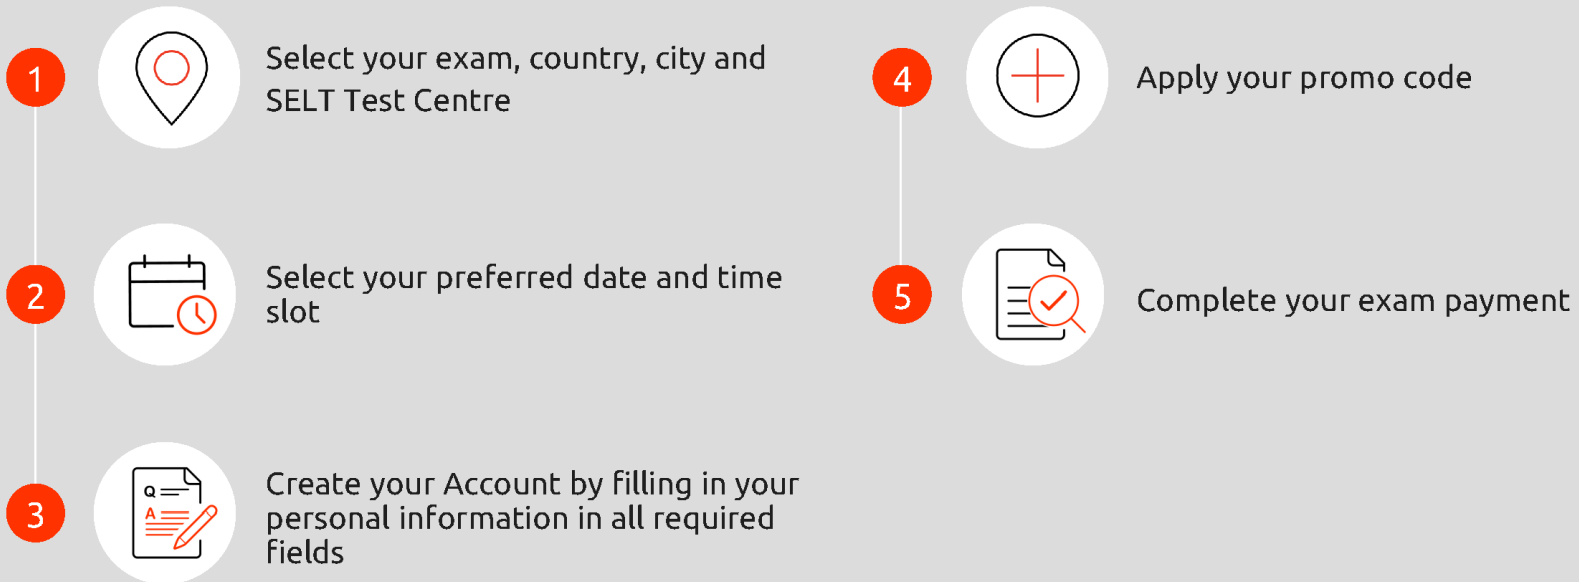 1
Select your exam, country, city and
SELT Test Centre
2
Select your preferred date and time
slot
3
Q
A
Create your Account by filling in your
personal information in all required
fields
4
Apply your promo code
5
Complete your exam payment